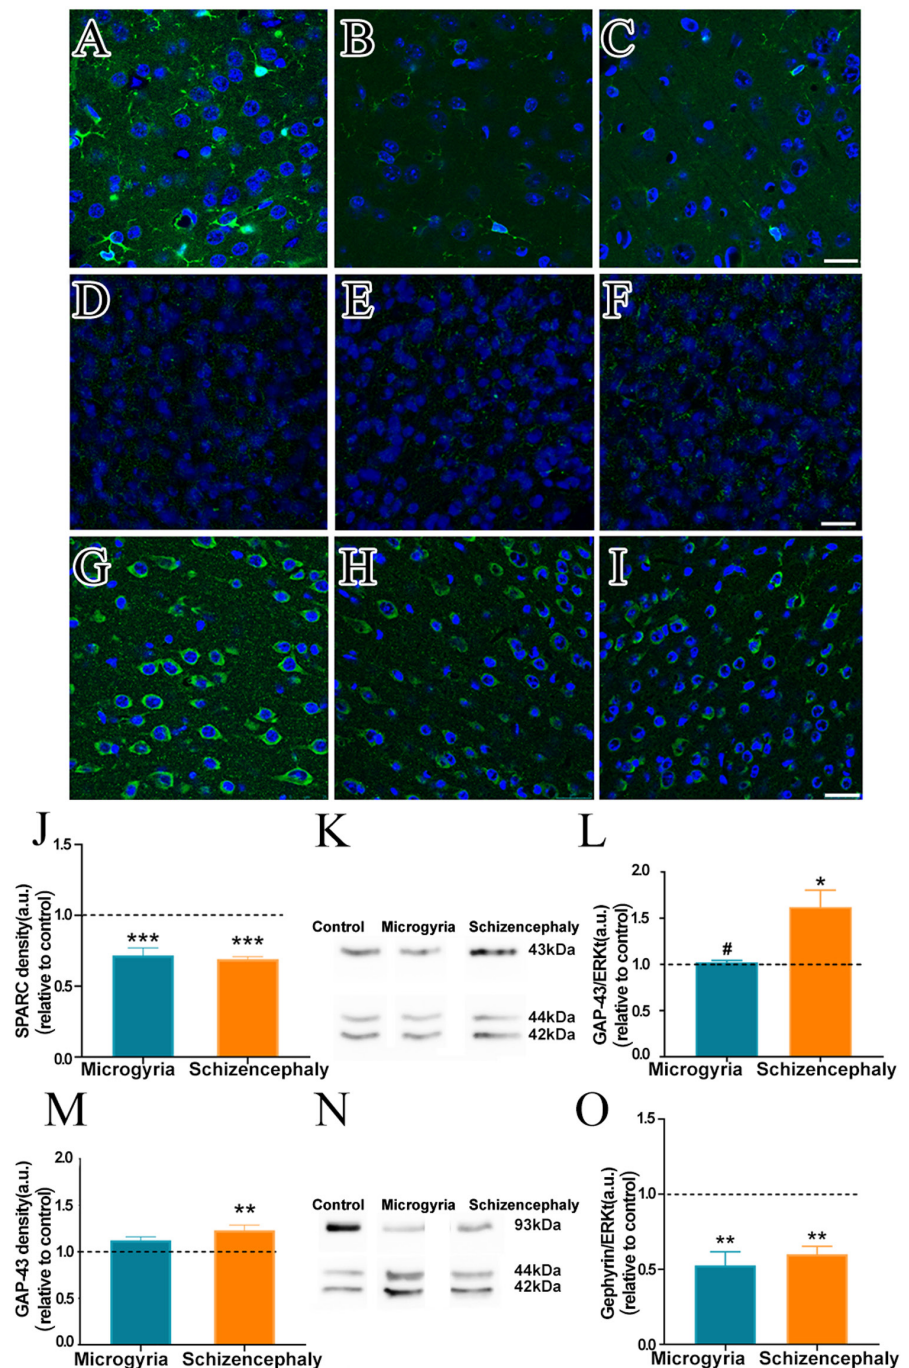 A
B
C
D
E
F
G
H
I
J
K
L
SPARC density(a.u.)
(relative to control)
1.5
1.0
0.5
0.0
***
***
Microgyria Schizencephaly
Control Microgyria Schizencephaly
43kDa
44kDa
42kDa
GAP-43/ERKt(a.u.)
(relative to control)
2.0
1.5
1.0
0.5
0.0
#
*
Microgyria Schizencephaly
M
N
O
GAP-43 density(a.u.)
(relative to control)
2.0
1.5
1.0
0.5
0.0
**
Microgyria Schizencephaly
Control Microgyria Schizencephaly
93kDa
44kDa
42kDa
Gephyrin/ERKt(a.u.)
(relative to control)
1.5
1.0
0.5
0.0
**
**
Microgyria Schizencephaly